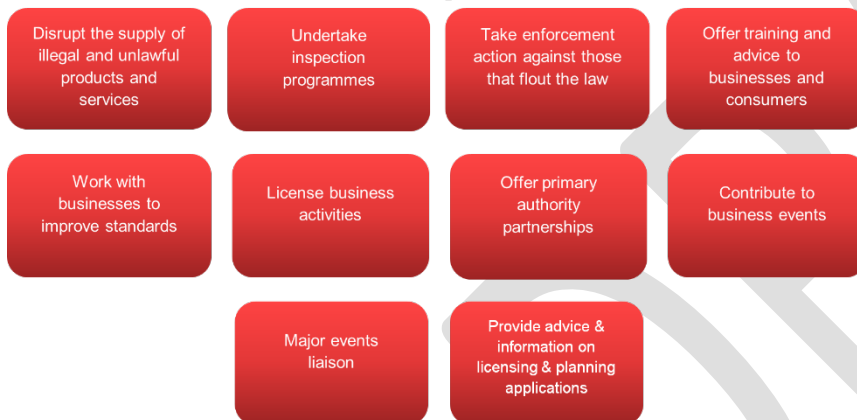 Disrupt the supply of
illegal and unlawful
products and
services
Undertake
inspection
programmes
Take enforcement
action against those
that flout the law
Offer training and
advice to
businesses and
consumers
Work with
businesses to
improve standards
License business
activities
Offer primary
authority
partnerships
Contribute to
business events
Major events
liaison
Provide advice &
information on
licensing & planning
applications